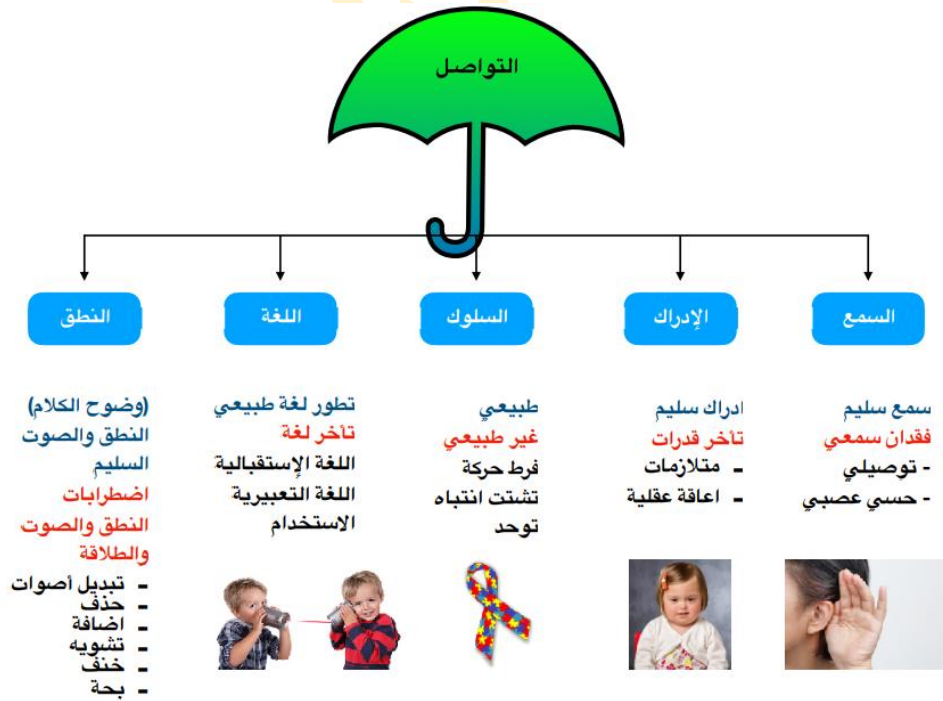 التواصل
السمع
الإدراك
السلوك
اللغة
النطق
سمع سليم
فقدان سمعي
- توصيلي
- حسي عصبي
ادراك سليم
تأخر قدرات
- متلازمات
- اعاقة عقلية
طبيعي
غير طبيعي
فرط حركة
تشتت انتباه
توحد
تطور لغة طبيعي
تأخر لغة
اللغة الإستقبالية
اللغة التعبيرية
الاستخدام
(وضوح الكلام)
النطق والصوت
السليم
اضطرابات
النطق والصوت
والطلاقة
- تبديل أصوات
- حذف
- اضافة
- تشويه
- خنف
- بحة